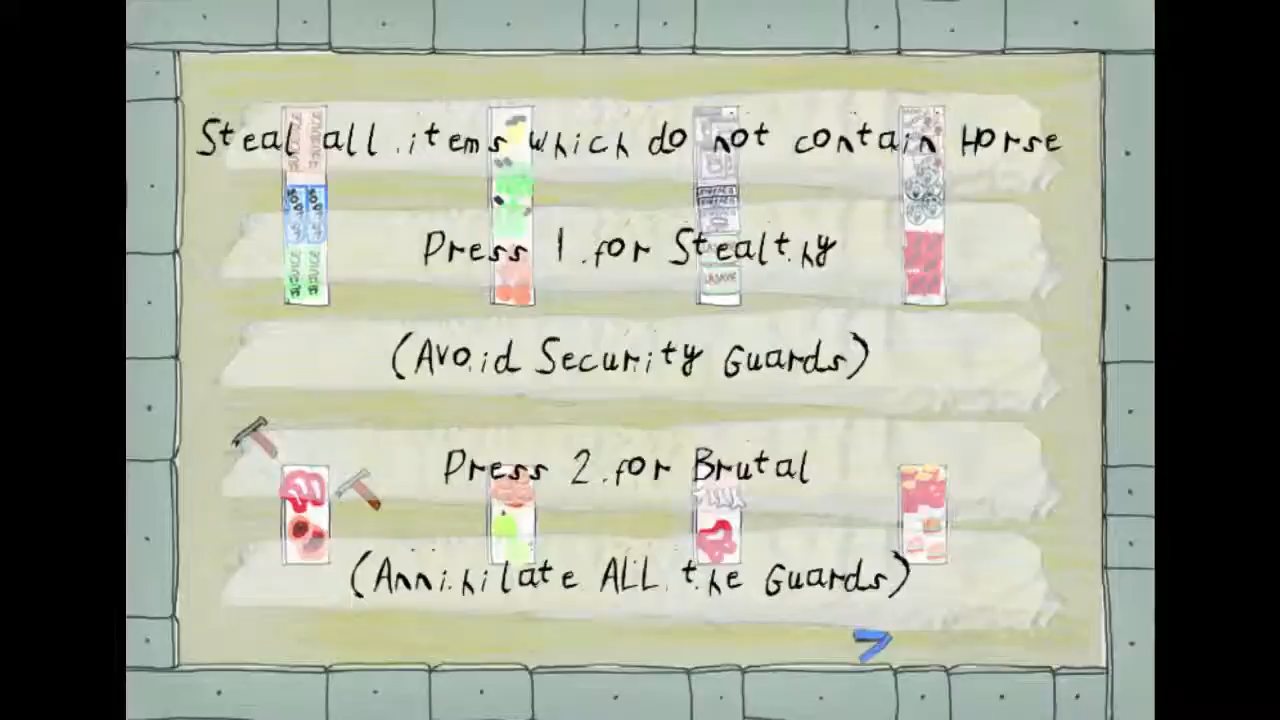 Steal all items which do not contain Horse
Press 1 for Stealthy
(Avoid Security Guards)
Press 2 for Brutal
(Annihilate ALL the Guards)